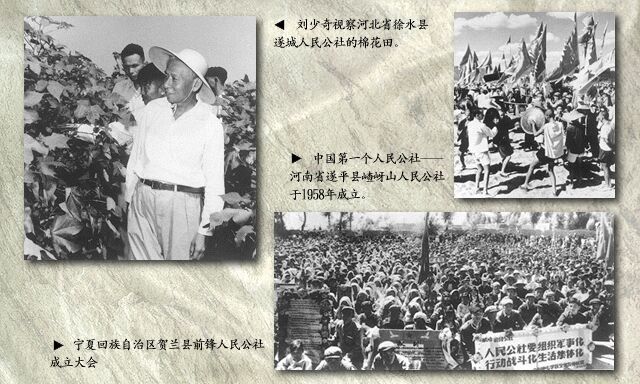 ◀ 刘少奇视察河北省徐水县
遂城人民公社的棉花田。
▶ 中国第一个人民公社——
河南省遂平县嵖岈山人民公社
于1958年成立。
▶ 宁夏回族自治区贺兰县前锋人民公社
成立大会
人民公社要组织军事化
行动战斗化生活集体化